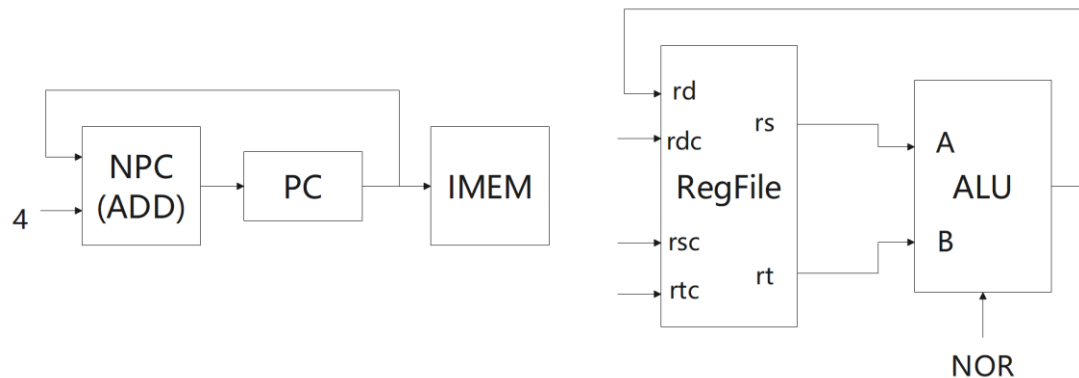 NPC
(ADD)
4
PC
IMEM
rd
rdc
rs
RegFile
rsc
rtc
rt
A
ALU
B
NOR